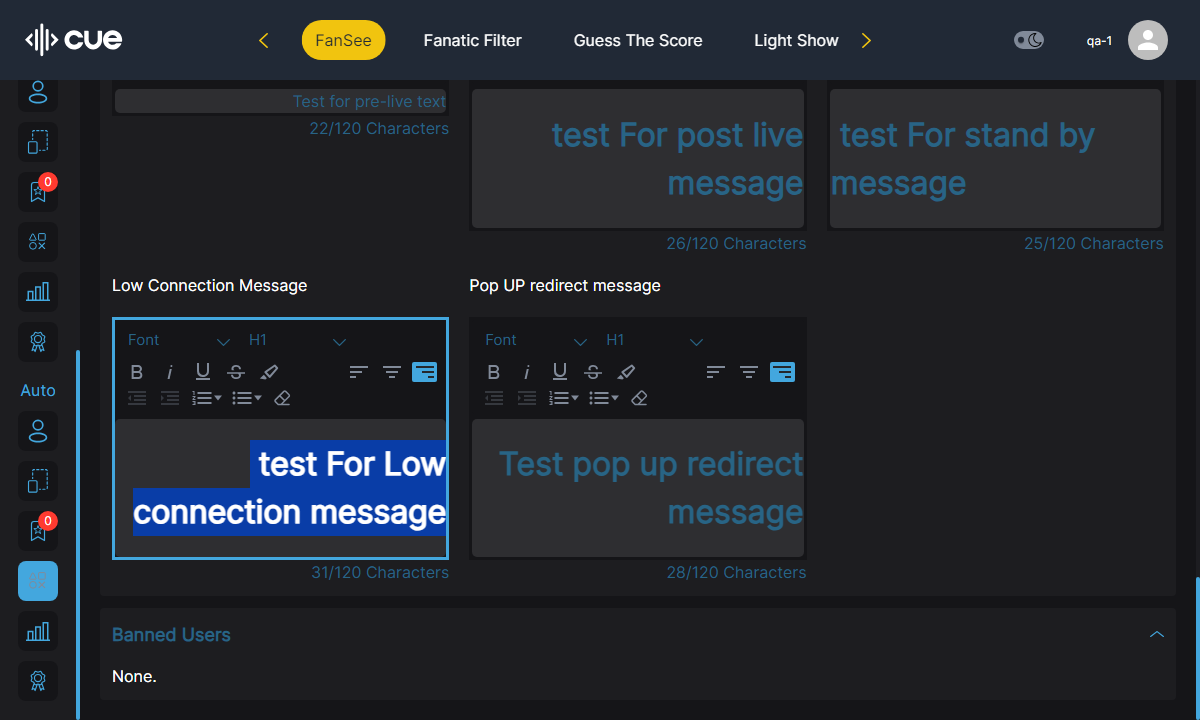 cue
FanSee
Fanatic Filter
Guess The Score
Light Show
qa-1
Test for pre-live text
22/120 Characters
test For post live
message
26/120 Characters
test For stand by
message
25/120 Characters
0
Auto
0
Low Connection Message
Font
H1
B i U S
test For Low
connection message
31/120 Characters
Pop UP redirect message
Font
H1
B i U S
Test pop up redirect
message
28/120 Characters
Banned Users
None.